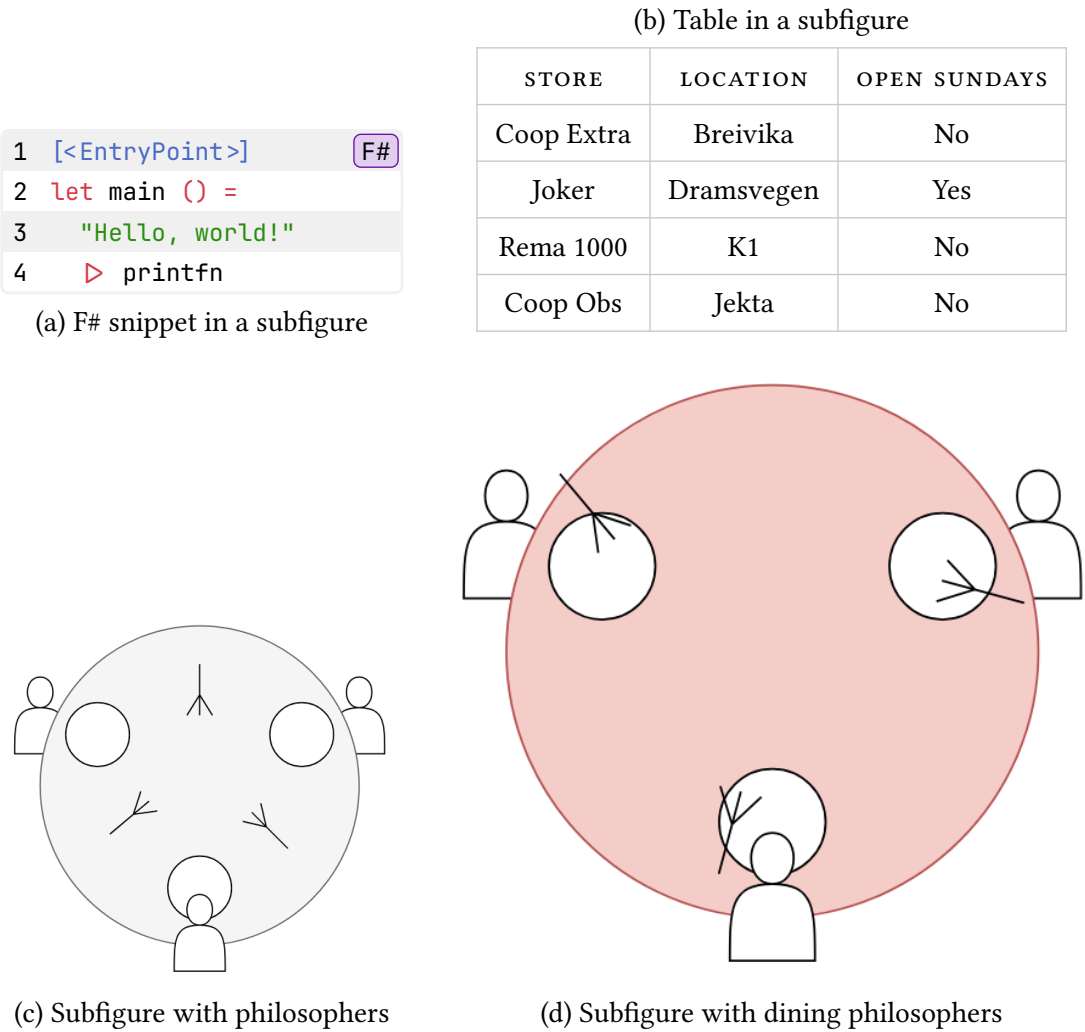 (b) Table in a subfigure
STORE LOCATION OPEN SUNDAYS
Coop Extra Breivika No
Joker Dramsvegen Yes
Rema 1000 K1 No
Coop Obs Jekta No
1 [<EntryPoint>] F#
2 let main () =
3 "Hello, world!"
4 |> printfn
(a) F# snippet in a subfigure
(c) Subfigure with philosophers
(d) Subfigure with dining philosophers